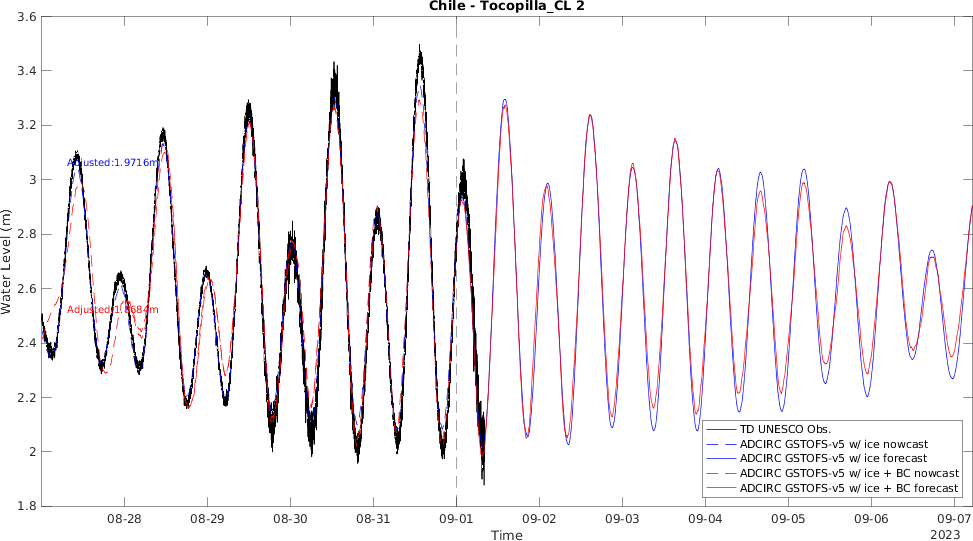 Chile - Tocopilla_CL 2
Water Level (m)
3.6
3.4
3.2
3
2.8
2.6
2.4
2.2
2
1.8
Adjusted:1.9716m
Adjusted:1.8684m
TD UNESCO Obs.
ADCIRC GSTOFS-v5 w/ ice nowcast
ADCIRC GSTOFS-v5 w/ ice forecast
ADCIRC GSTOFS-v5 w/ ice + BC nowcast
ADCIRC GSTOFS-v5 w/ ice + BC forecast
08-28 08-29 08-30 08-31 09-01 09-02 09-03 09-04 09-05 09-06 09-07
Time
2023